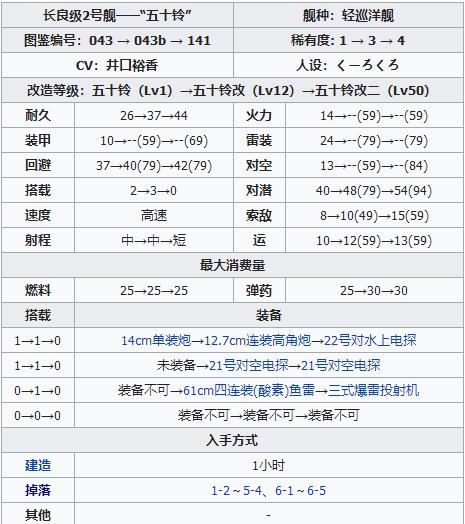 长良级2号舰——“五十铃” 舰种：轻巡洋舰
图鉴编号：043 → 043b → 141 稀有度: 1 → 3 → 4
CV：井口裕香 人设：くーろくろ
改造等级：五十铃（Lv1）→五十铃改（Lv12）→五十铃改二（Lv50）
耐久 26→37→44 火力 14→--(59)→--(59)
装甲 10→--(59)→--(69) 雷装 24→--(79)→--(79)
回避 37→40(79)→42(79) 对空 13→--(59)→--(84)
搭载 2→3→0 对潜 40→48(79)→54(94)
速度 高速 索敌 8→10(49)→15(59)
射程 中→中→短 运 10→12(59)→13(59)
最大消费量
燃料 25→25→25 弹药 25→30→30
搭载 装备
1→1→0 14cm单装炮→12.7cm连装高角炮→22号对水上电探
1→1→0 未装备→21号对空电探→21号对空电探
0→1→0 装备不可→61cm四连装(酸素)鱼雷→三式爆雷投射机
0→0→0 装备不可→装备不可→装备不可
入手方式
建造 1小时
掉落 1-2～5-4、6-1～6-5
其他 -